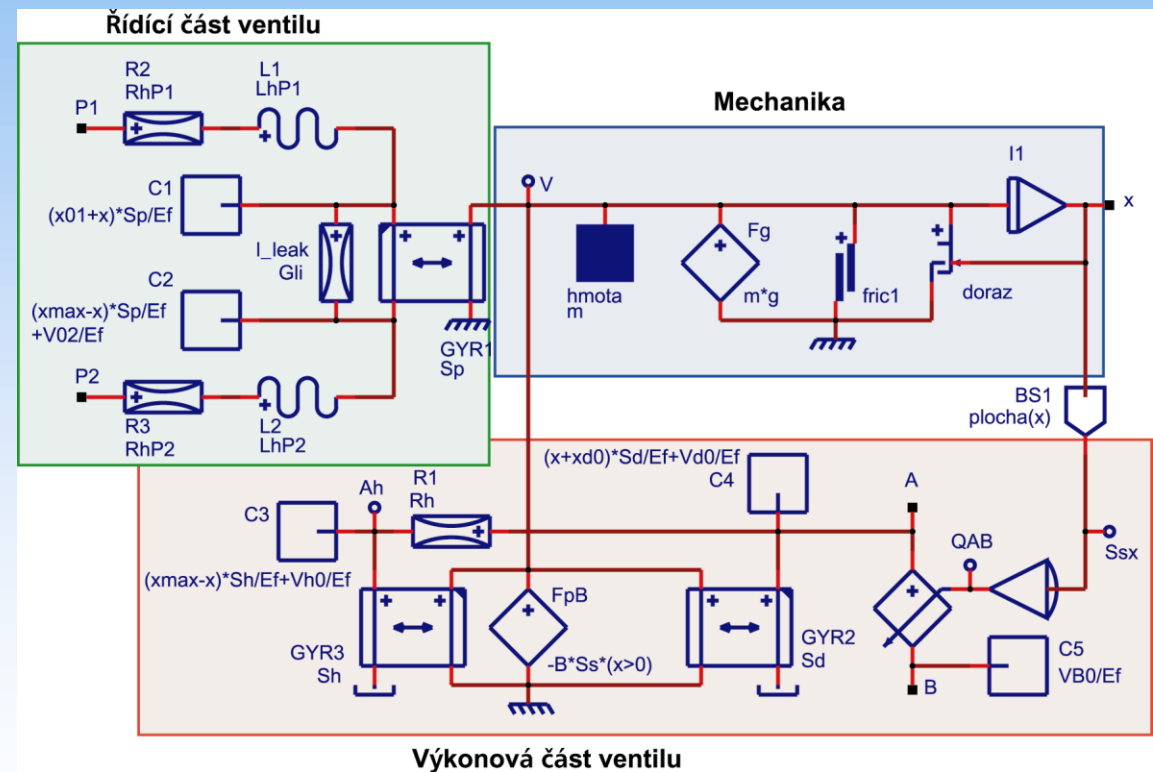 Řídící část ventilu
R2
RhP1
L1
LhP1
P1
C1
(x01+x)*Sp/Ef
l_leak
Gli
C2
(xmax-x)*Sp/Ef
+V02/Ef
GYR1
Sp
P2
R3
RhP2
L2
LhP2
Mechanika
V
I1
x
hmota
m
Fg
m*g
fric1
doraz
BS1
plocha(x)
(x+xd0)*Sd/Ef+Vd0/Ef
C4
A
R1
Rh
Ah
C3
(xmax-x)*Sh/Ef+Vh0/Ef
QAB
Ssx
FpB
-B*Ss*(x>0)
GYR3
Sh
GYR2
Sd
C5
VB0/Ef
B
Výkonová část ventilu